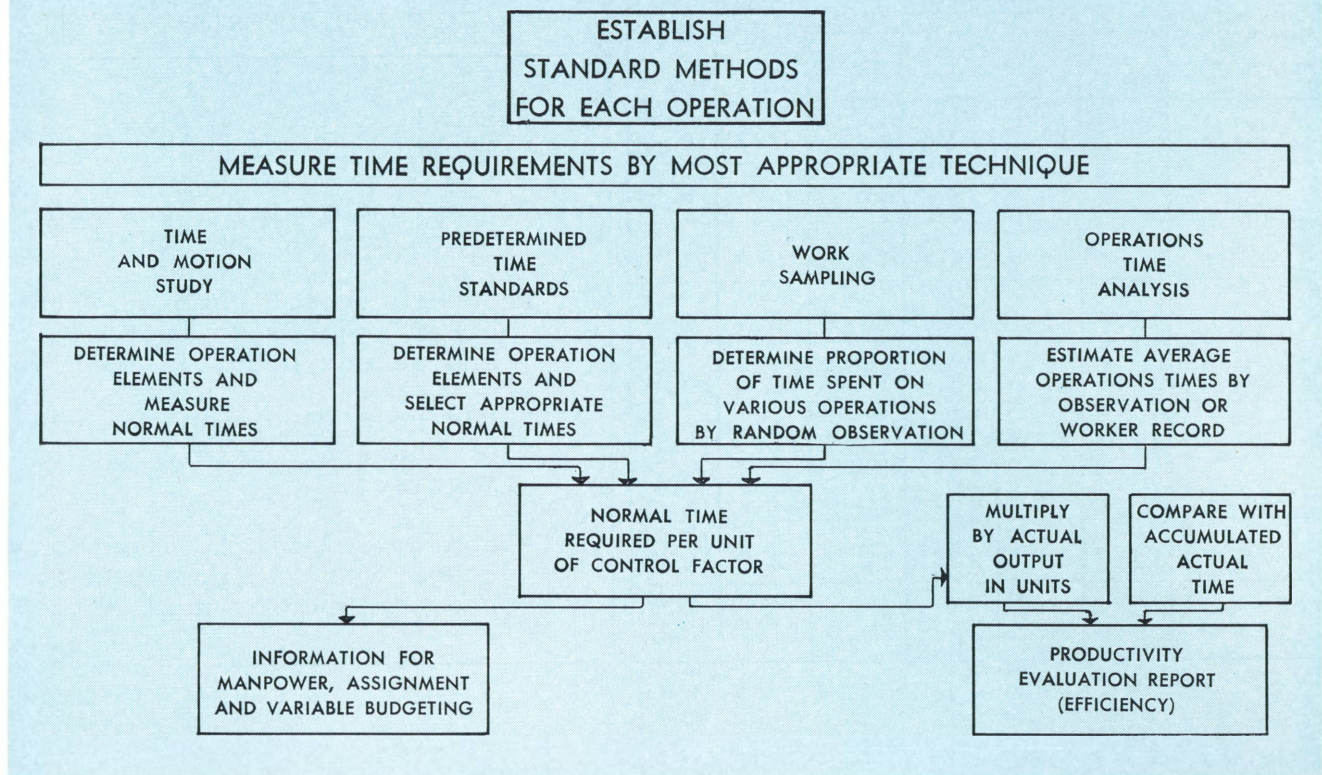 ESTABLISH
STANDARD METHODS
FOR EACH OPERATION
MEASURE TIME REQUIREMENTS BY MOST APPROPRIATE TECHNIQUE
TIME
AND MOTION
STUDY
PREDETERMINED
TIME
STANDARDS
WORK
SAMPLING
OPERATIONS
TIME
ANALYSIS
DETERMINE OPERATION
ELEMENTS AND
MEASURE
NORMAL TIMES
DETERMINE OPERATION
ELEMENTS AND
SELECT APPROPRIATE
NORMAL TIMES
DETERMINE PROPORTION
OF TIME SPENT ON
VARIOUS OPERATIONS
BY RANDOM OBSERVATION
ESTIMATE AVERAGE
OPERATIONS TIMES BY
OBSERVATION OR
WORKER RECORD
NORMAL TIME
REQUIRED PER UNIT
OF CONTROL FACTOR
MULTIPLY
BY ACTUAL
OUTPUT
IN UNITS
COMPARE WITH
ACCUMULATED
ACTUAL
TIME
INFORMATION FOR
MANPOWER, ASSIGNMENT
AND VARIABLE BUDGETING
PRODUCTIVITY
EVALUATION REPORT
(EFFICIENCY)